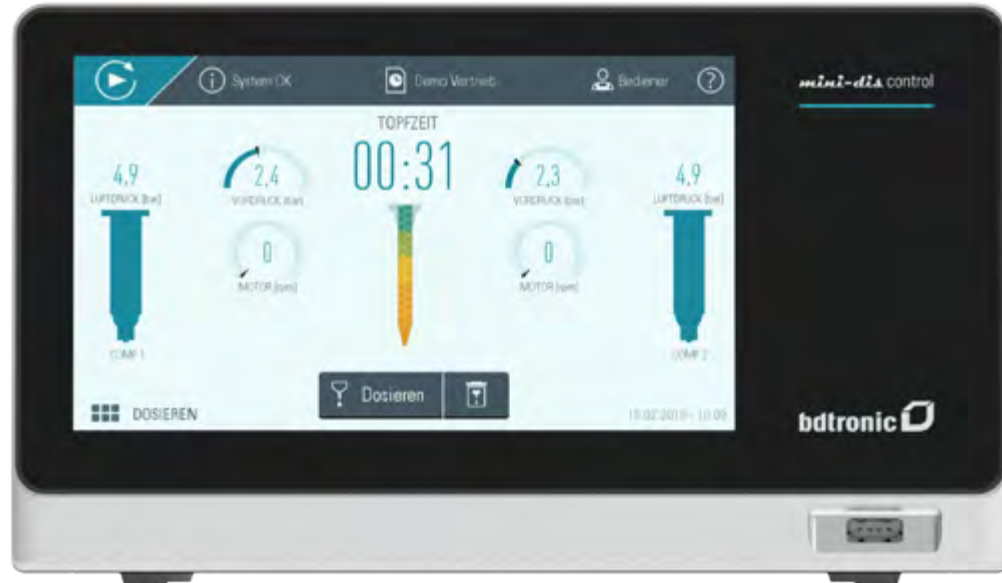 System OK
Demo Vertrieb
Bediener
?
mini-dis control
TOPFZEIT
00:31
4,9
LUFTDRUCK [bar]
2,4
VORDRUCK [bar]
2,3
VORDRUCK [bar]
4,9
LUFTDRUCK [bar]
0
MOTOR [rpm]
0
MOTOR [rpm]
COMP 1
COMP 2
Dosieren
DOSIEREN
bdtronic